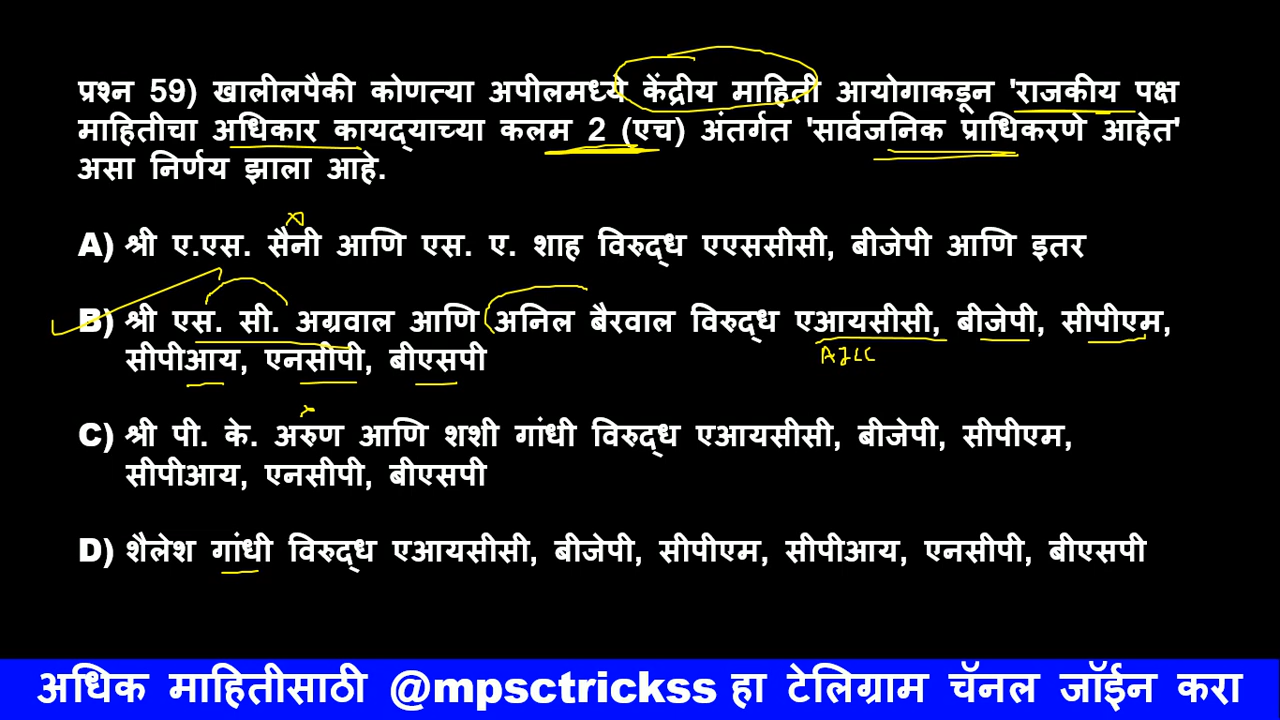 प्रश्न 59) खालीलपैकी कोणत्या अपीलमध्ये केंद्रीय माहिती आयोगाकडून 'राजकीय पक्ष
माहितीचा अधिकार कायद्याच्या कलम 2 (एच) अंतर्गत 'सार्वजनिक प्राधिकरणे आहेत'
असा निर्णय झाला आहे.
A) श्री ए.एस. सैनी आणि एस. ए. शाह विरुद्ध एएससीसी, बीजेपी आणि इतर
B) श्री एस. सी. अग्रवाल आणि अनिल बैरवाल विरुद्ध एआयसीसी, बीजेपी, सीपीएम,
सीपीआय, एनसीपी, बीएसपी
C) श्री पी. के. अरुण आणि शशी गांधी विरुद्ध एआयसीसी, बीजेपी, सीपीएम,
सीपीआय, एनसीपी, बीएसपी
D) शैलेश गांधी विरुद्ध एआयसीसी, बीजेपी, सीपीएम, सीपीआय, एनसीपी, बीएसपी
अधिक माहितीसाठी @mpsctrickss हा टेलिग्राम चॅनल जॉईन करा